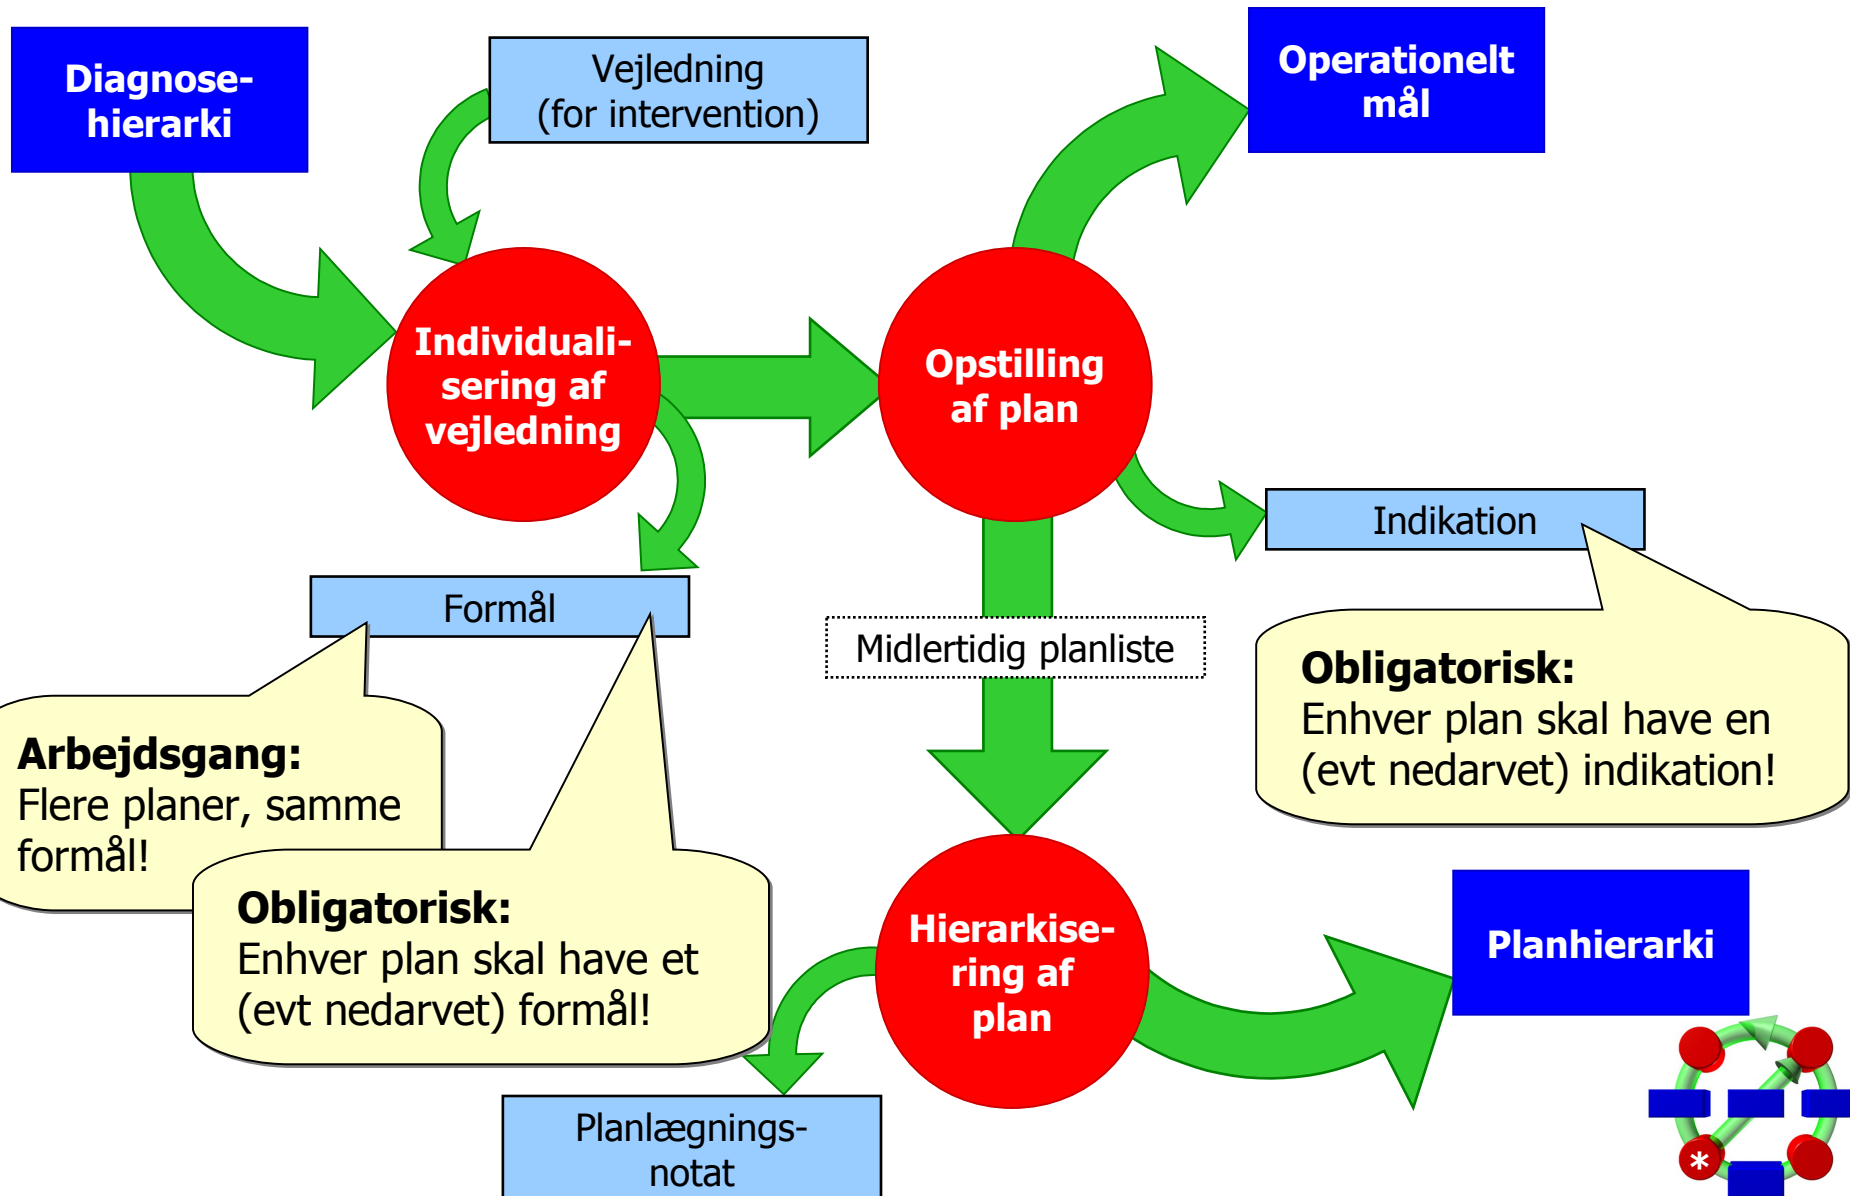 Diagnose-
hierarki
Vejledning
(for intervention)
Operationelt
mål
Individuali-
sering af
vejledning
Opstilling
af plan
Indikation
Formål
Midlertidig planliste
Obligatorisk:
Enhver plan skal have en
(evt nedarvet) indikation!
Arbejdsgang:
Flere planer, samme
formål!
Obligatorisk:
Enhver plan skal have et
(evt nedarvet) formål!
Hierarkise-
ring af
plan
Planhierarki
Planlægnings-
notat
*